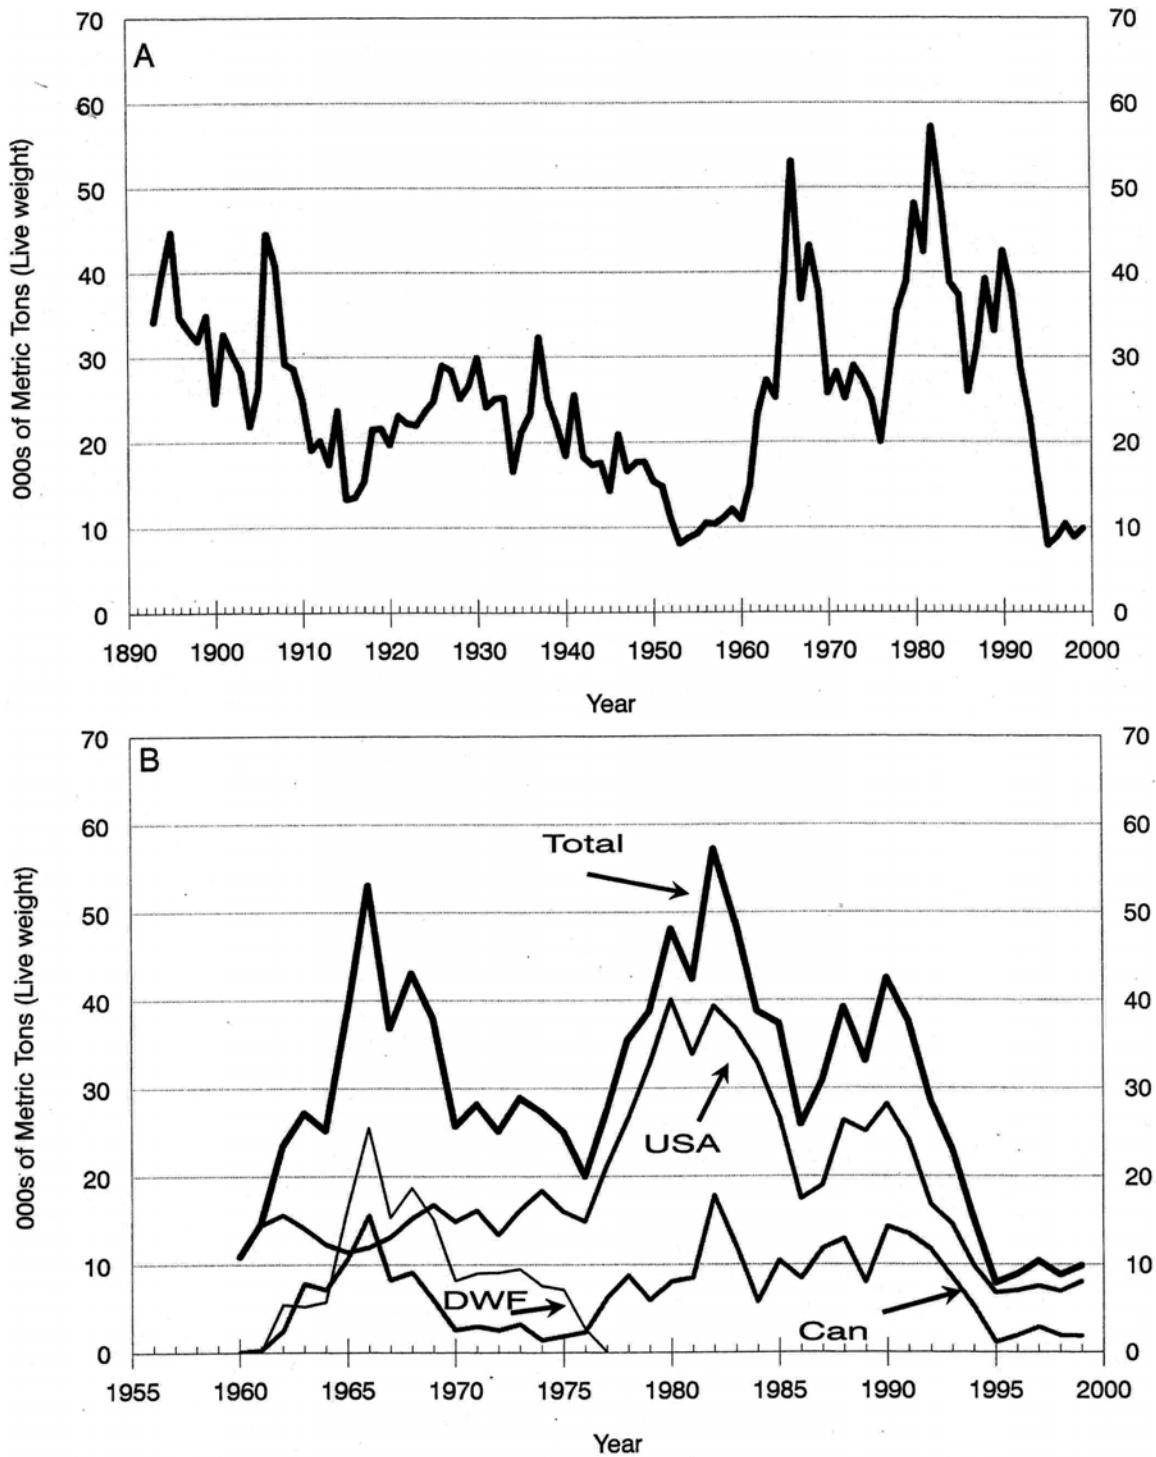 A
70 70
60 60
50 50
40 40
30 30
20 20
10 10
0 0
000s of Metric Tons (Live weight)
1890 1900 1910 1920 1930 1940 1950 1960 1970 1980 1990 2000
Year
B
70 70
60 60
50 50
40 40
30 30
20 20
10 10
0 0
000s of Metric Tons (Live weight)
Total
USA
DWF
Can
1955 1960 1965 1970 1975 1980 1985 1990 1995 2000
Year